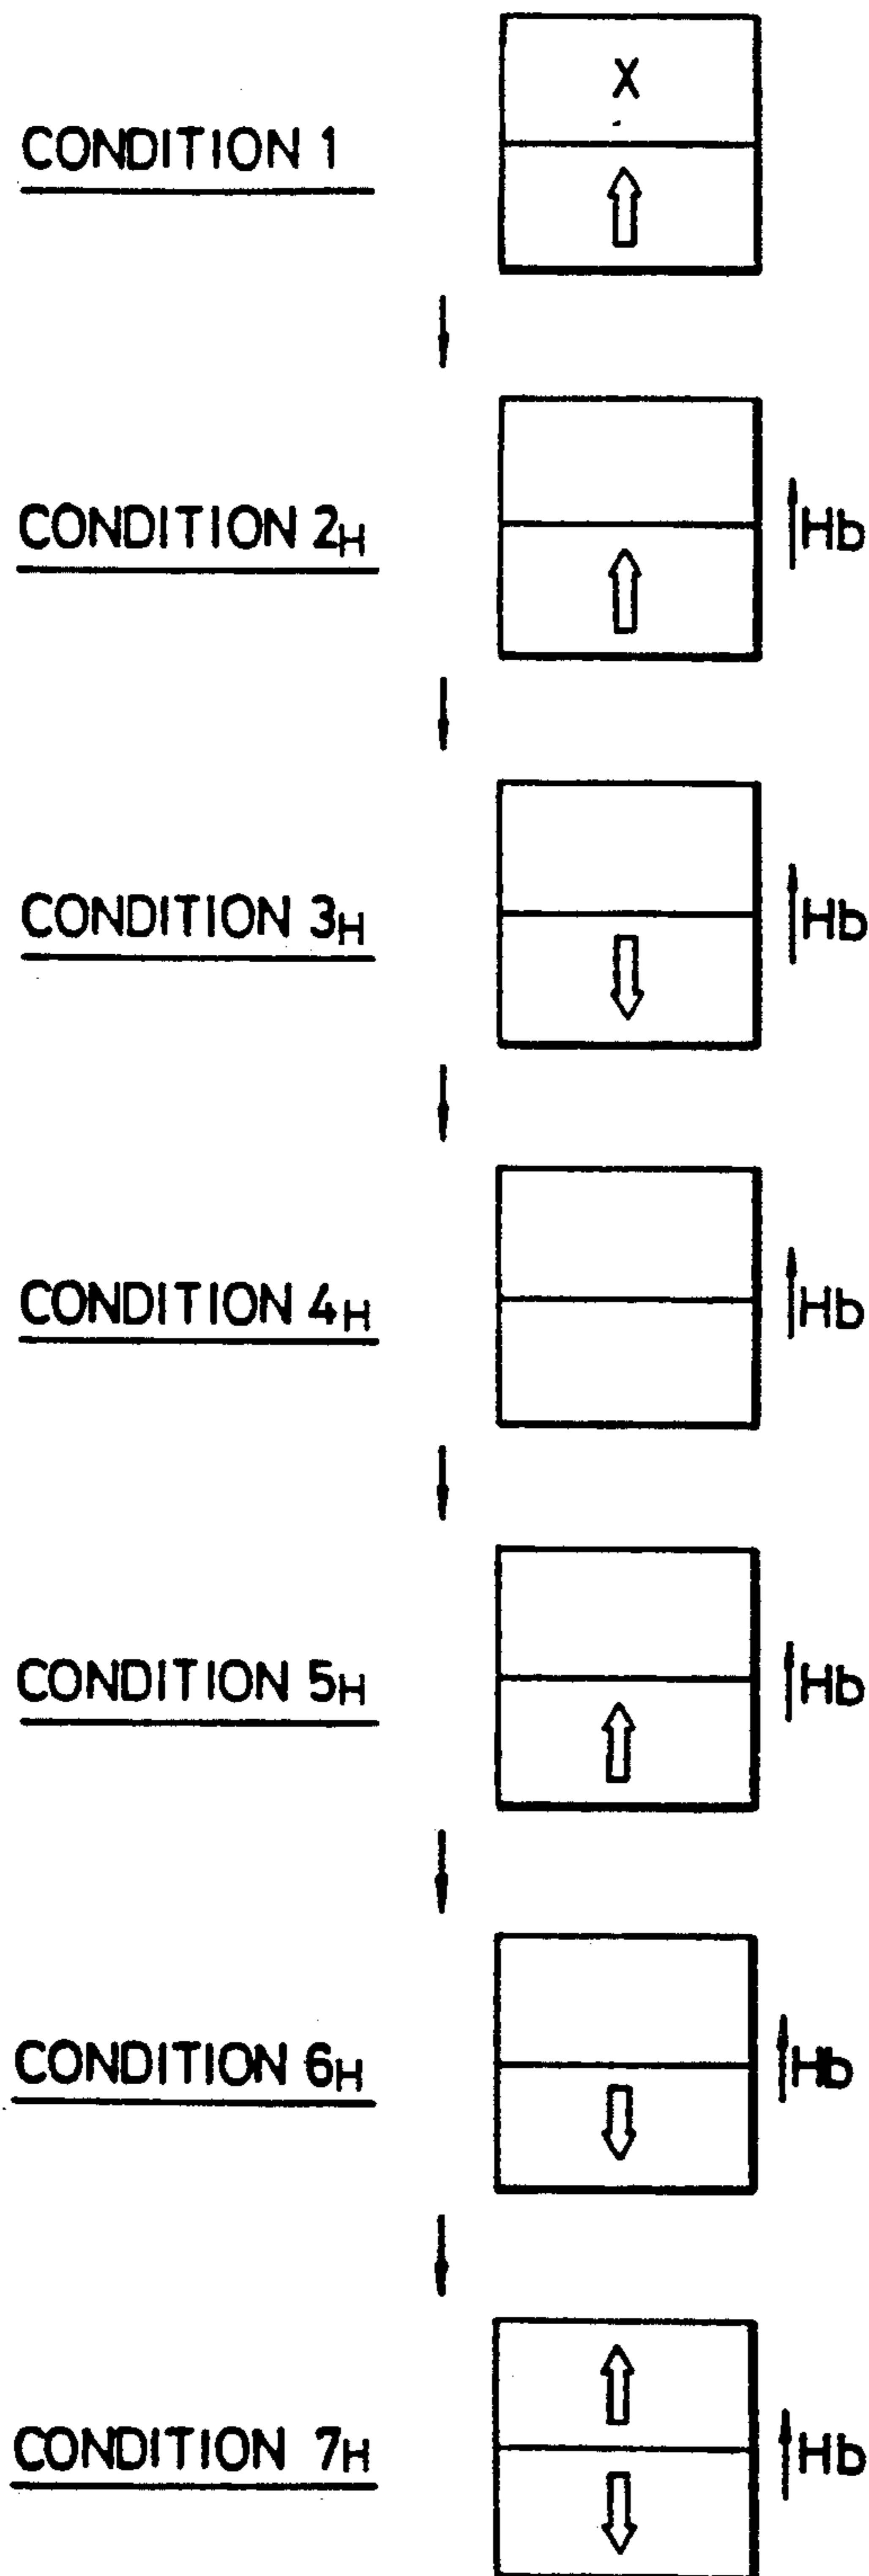 X
CONDITION 1
CONDITION 2H Hb
CONDITION 3H Hb
CONDITION 4H Hb
CONDITION 5H Hb
CONDITION 6H Hb
CONDITION 7H Hb